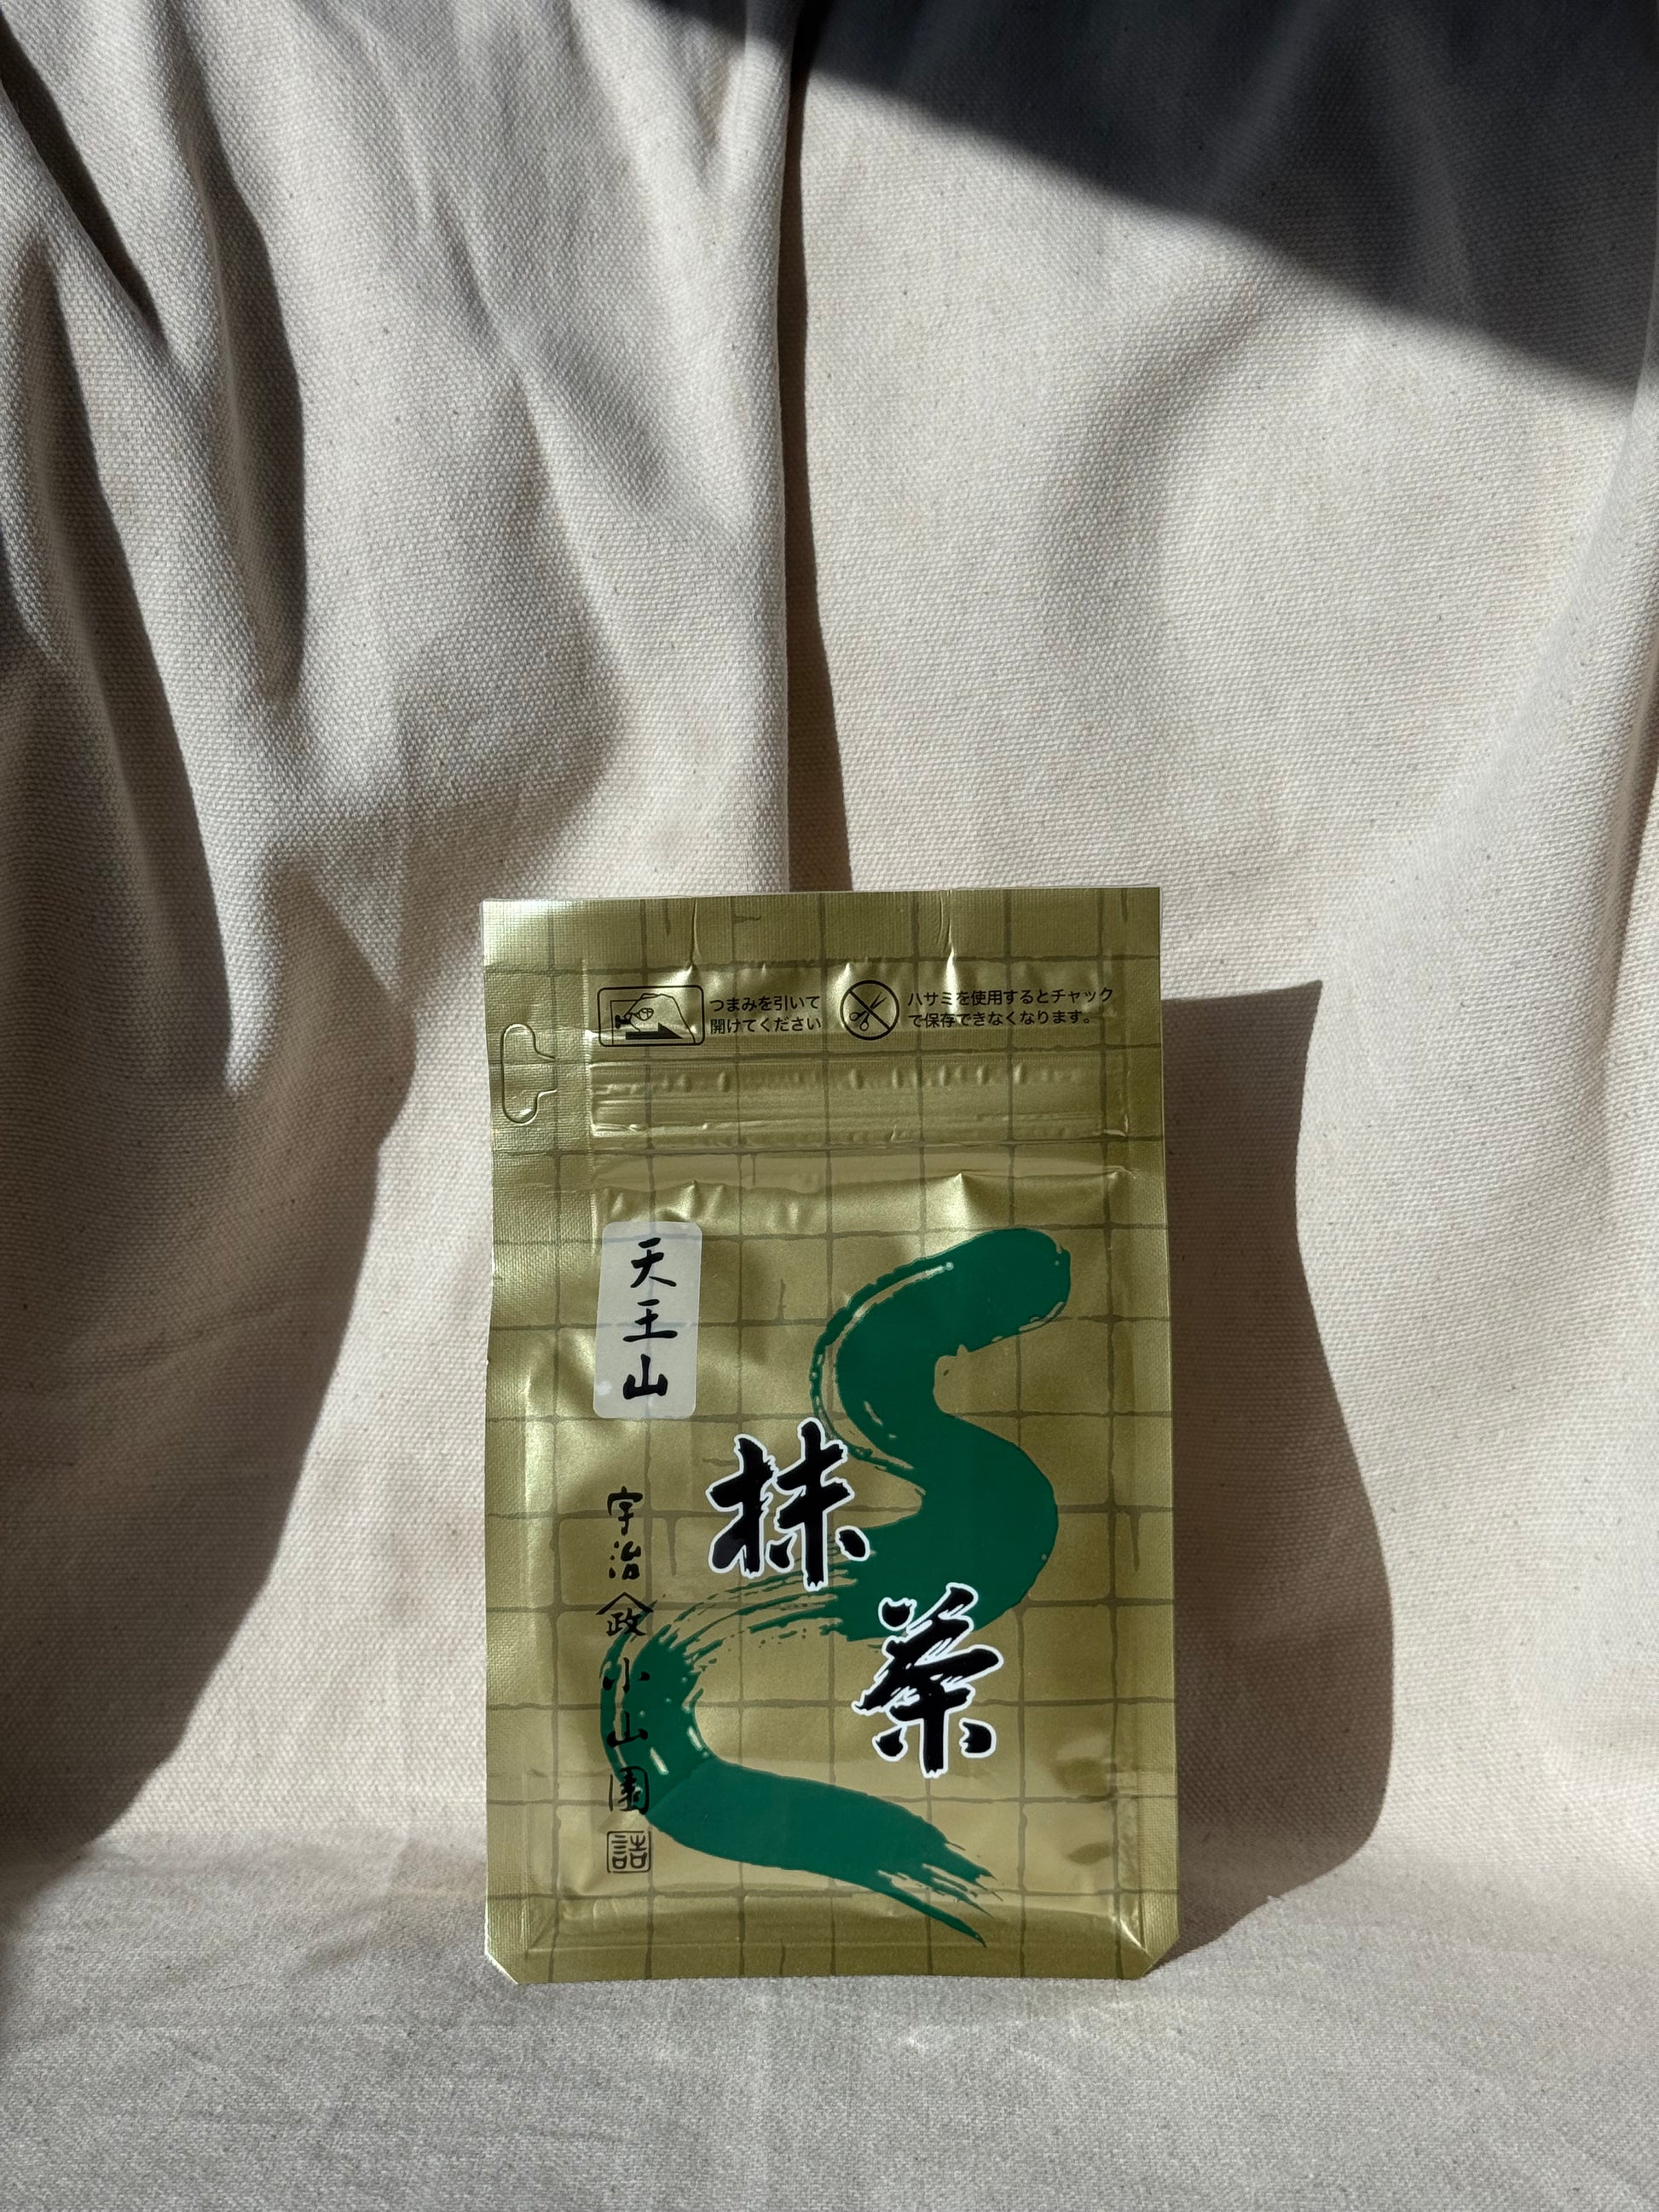 つまみを引いて
開けてください
ハサミを使用するとチャック
で保存できなくなります。
天王山
抹茶
宇治 政 小山園 詰